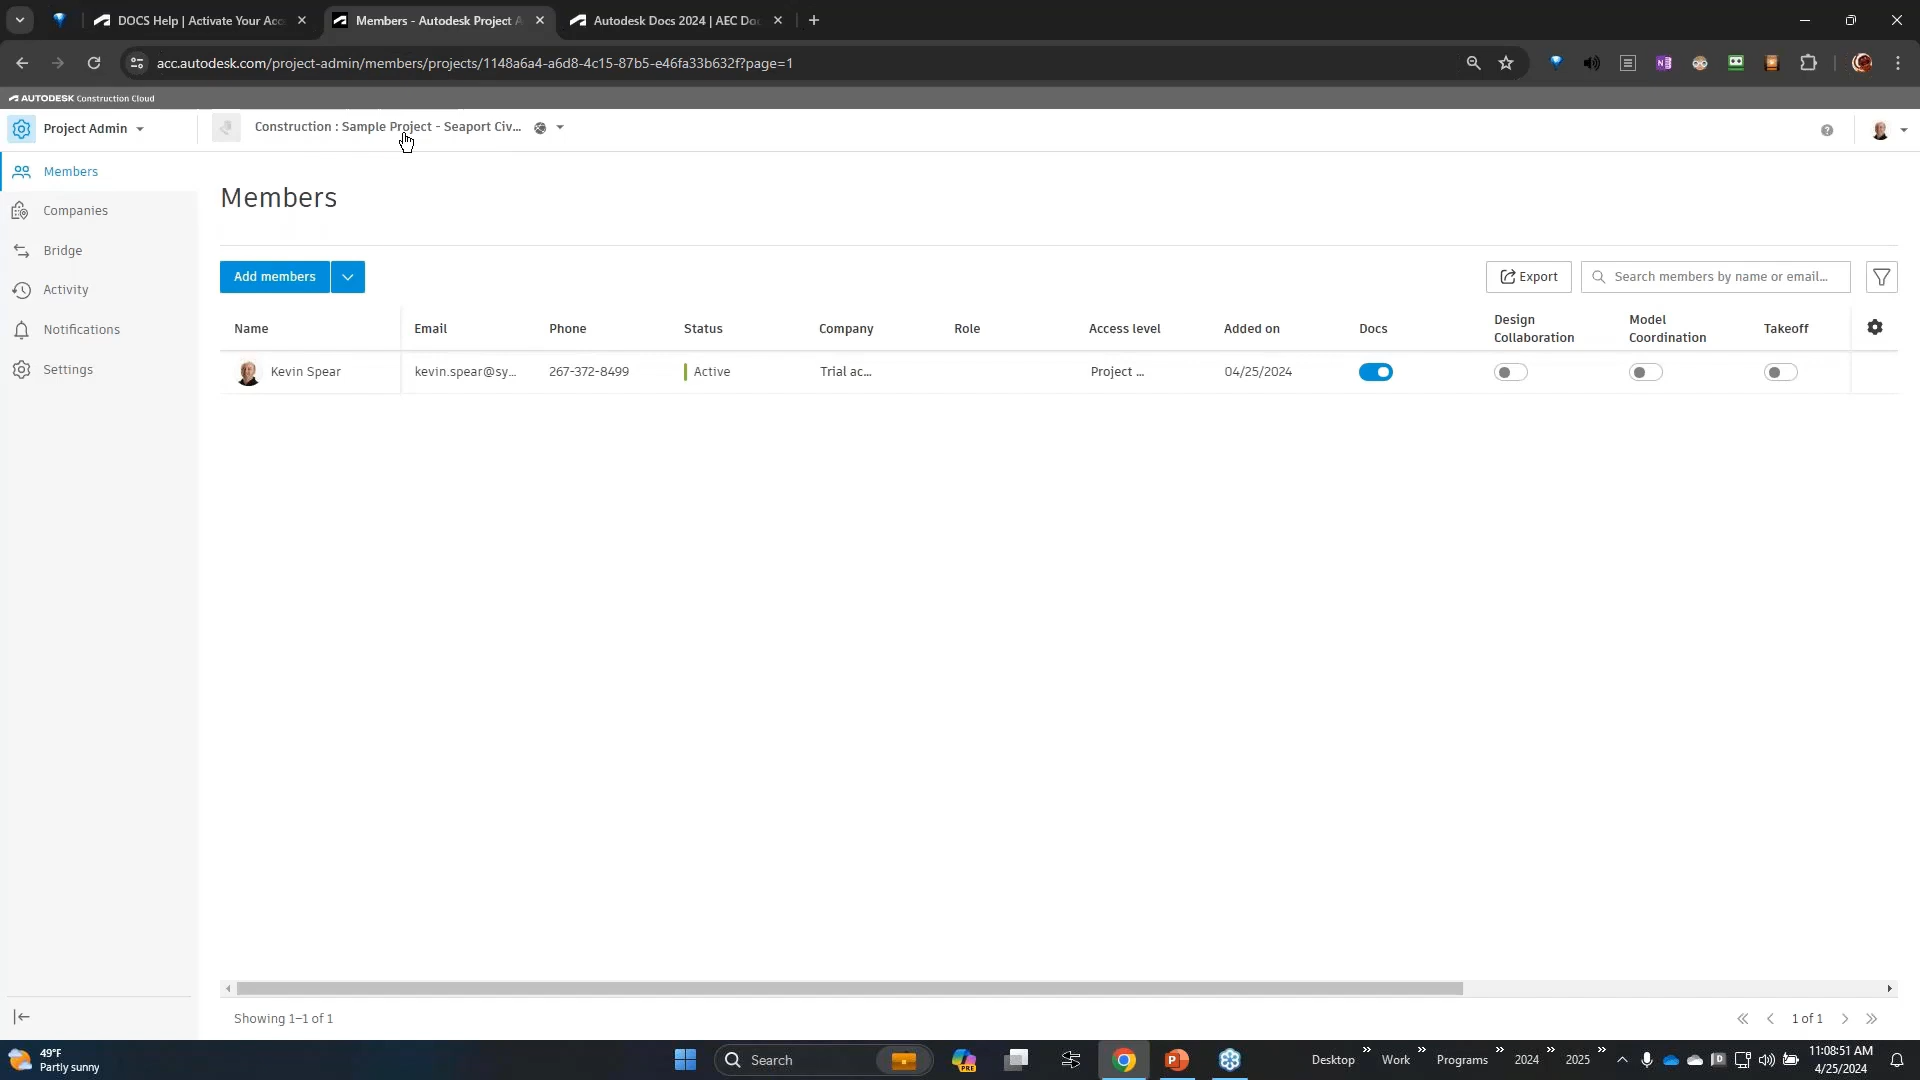 DOCS Help | Activate Your Acc
Members - Autodesk Project A
Autodesk Docs 2024 | AEC Do
acc.autodesk.com/project-admin/members/projects/1148a6a4-a6d8-4c15-87b5-e46fa33b632f?page=1
AUTODESK Construction Cloud
Project Admin
Construction : Sample Project - Seaport Civ...
Members
Companies
Bridge
Activity
Notifications
Settings
Members
Add members
Export
Search members by name or email...
Name
Email
Phone
Status
Company
Role
Access level
Added on
Docs
Design
Collaboration
Model
Coordination
Takeoff
Kevin Spear
kevin.spear@sy...
267-372-8499
Active
Trial ac...
Project ...
04/25/2024
Showing 1-1 of 1
1 of 1
49°F
Partly sunny
Search
PRE
Desktop
Work
Programs
2024
2025
11:08:51 AM
4/25/2024